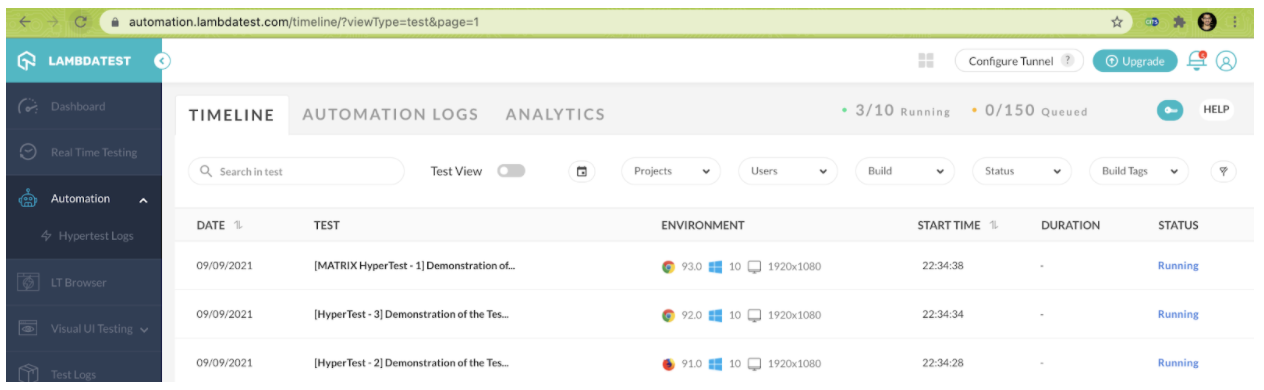 automation.lambdatest.com/timeline/?viewType=test&page=1
LAMBDATEST
Configure Tunnel ?
Upgrade
Dashboard
Real Time Testing
Automation
Hypertest Logs
LT Browser
Visual UI Testing
Test Logs
TIMELINE AUTOMATION LOGS ANALYTICS
3/10 Running 0/150 Queued
HELP
Search in test
Test View
Projects
Users
Build
Status
Build Tags
DATE TEST ENVIRONMENT START TIME DURATION STATUS
09/09/2021 [MATRIX HyperTest - 1] Demonstration of... 93.0 10 1920x1080 22:34:38 - Running
09/09/2021 [HyperTest - 3] Demonstration of the Tes... 92.0 10 1920x1080 22:34:34 - Running
09/09/2021 [HyperTest - 2] Demonstration of the Tes... 91.0 10 1920x1080 22:34:28 - Running